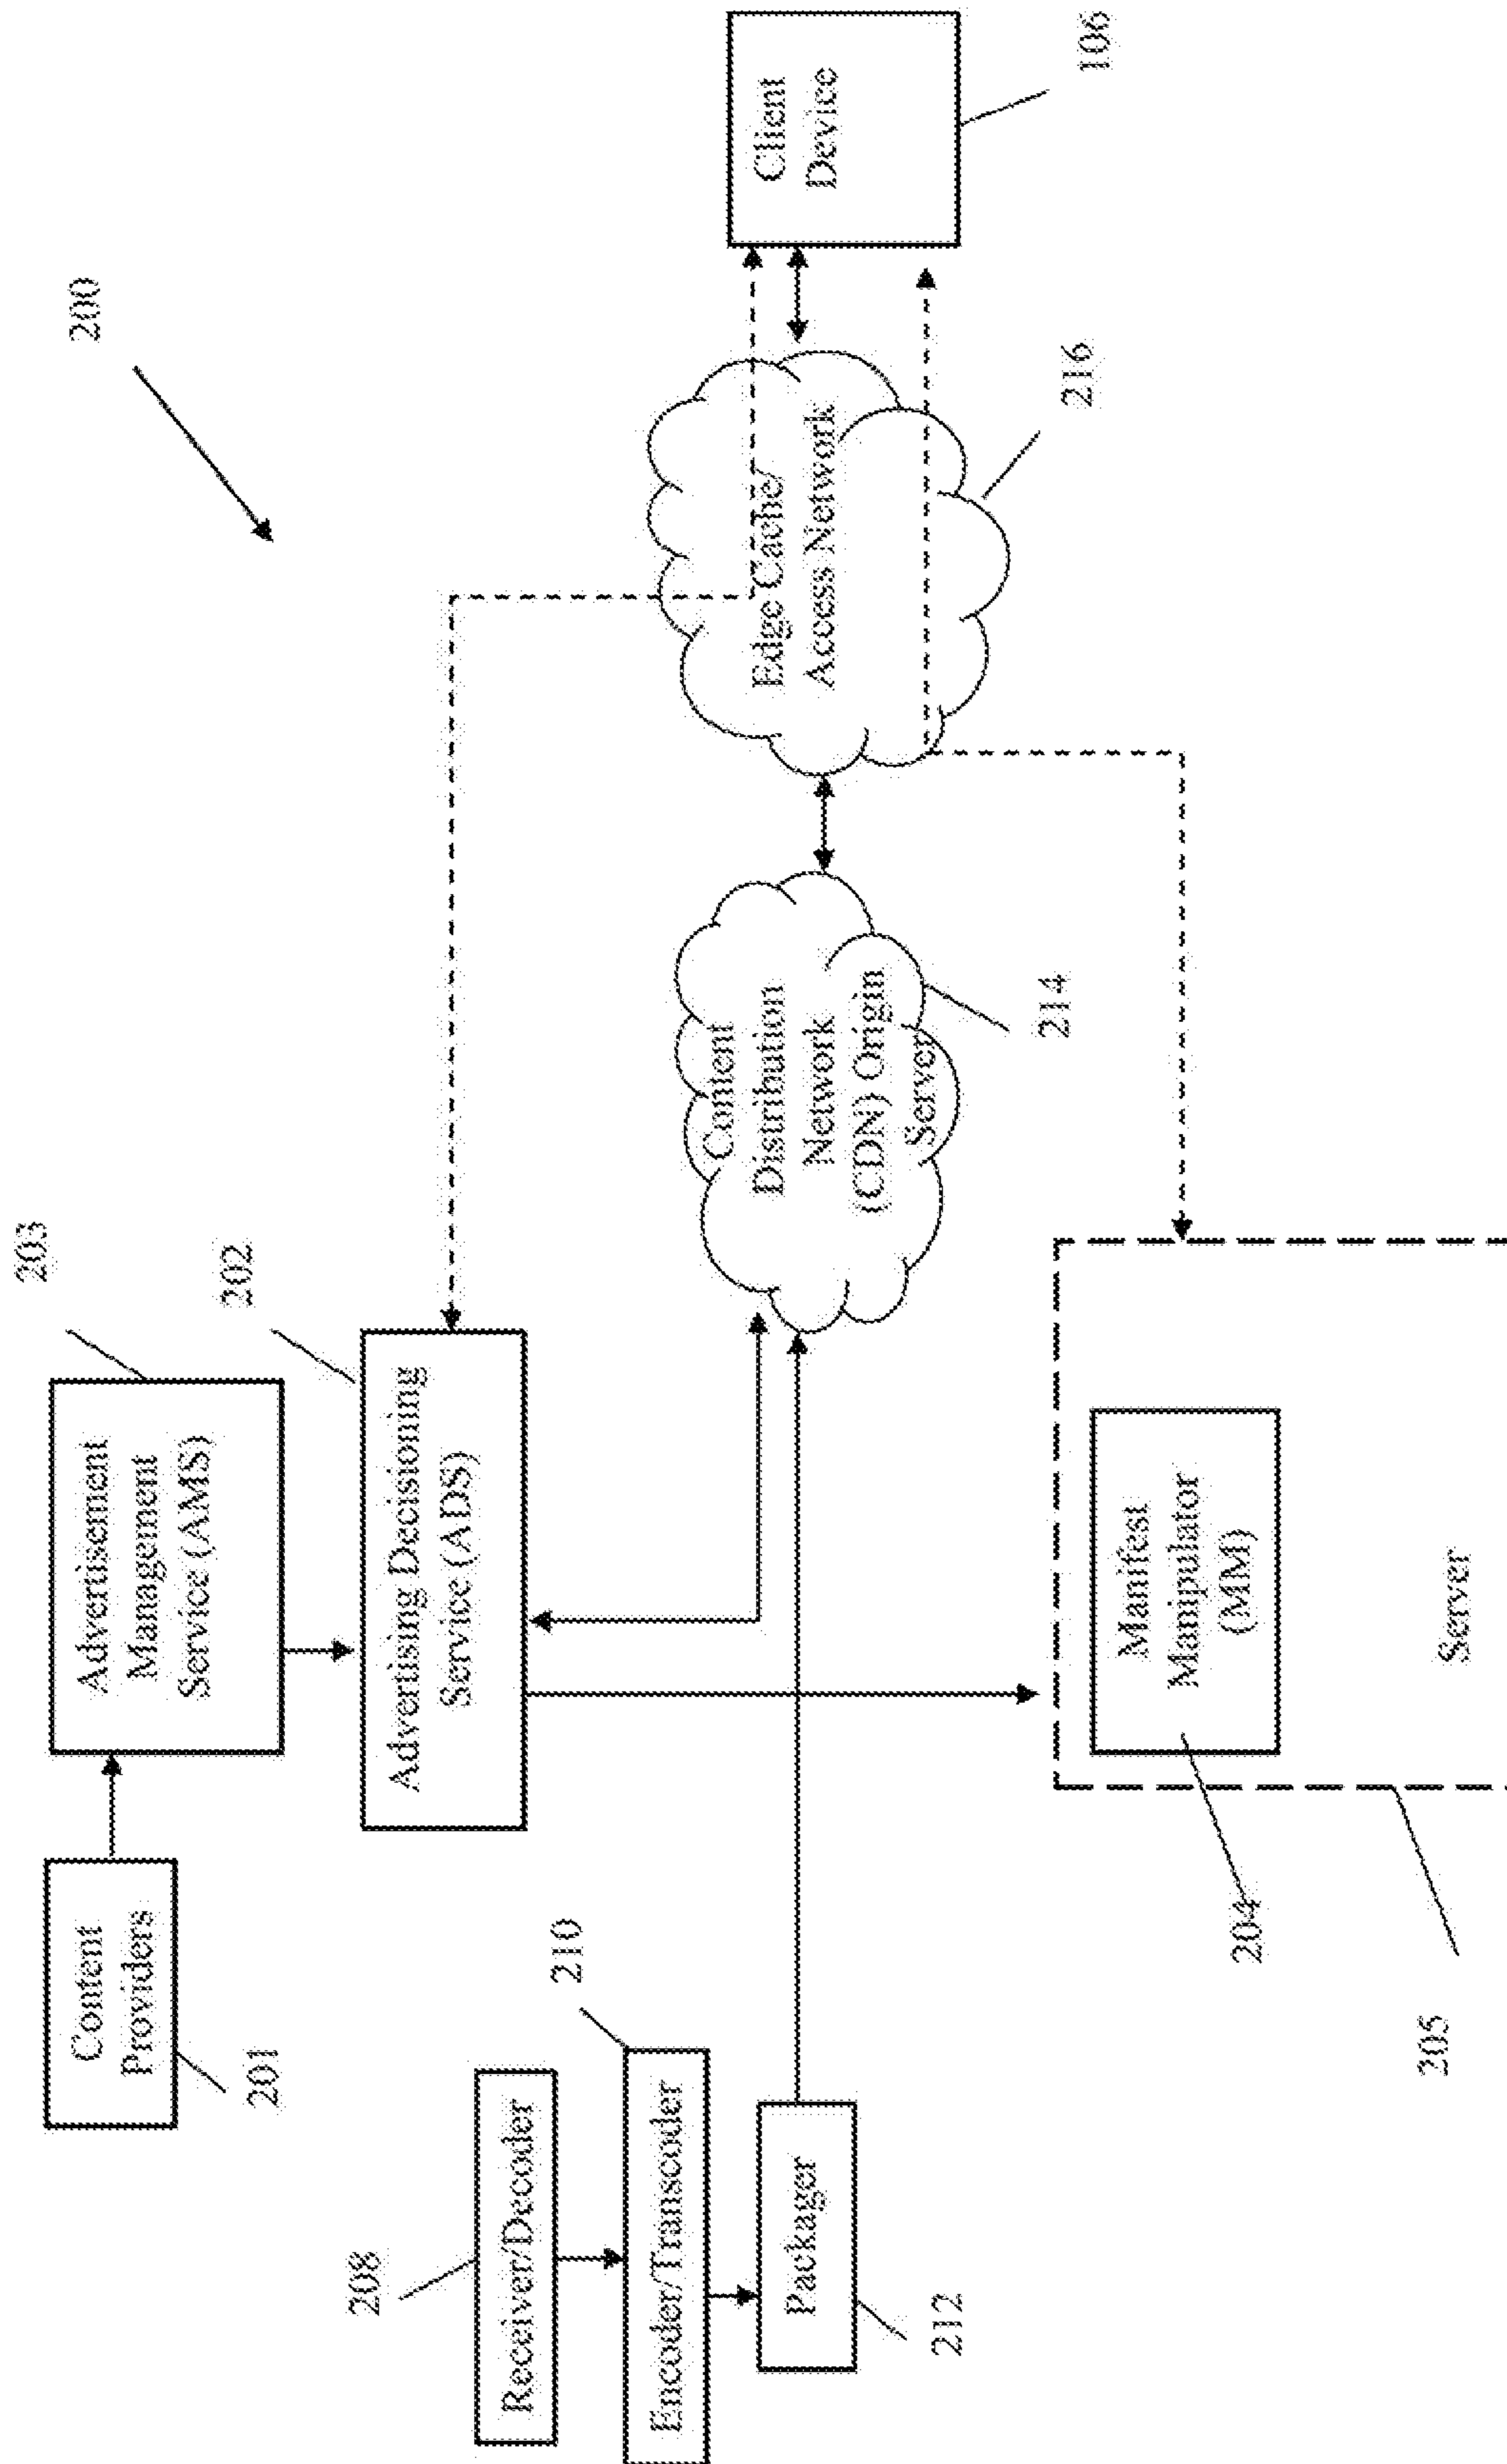 200
203
Content
Providers
201
Advertisement
Management
Service (AMS)
202
Advertising Decisioning
Service (ADS)
208
Receiver/Decoder
210
Encoder/Transcoder
Packager
212
Content
Distribution
Network
(CDN) Origin
Server
214
Edge Cache/
Access Network
216
Client
Device
106
Manifest
Manipulator
(MM)
204
Server
205